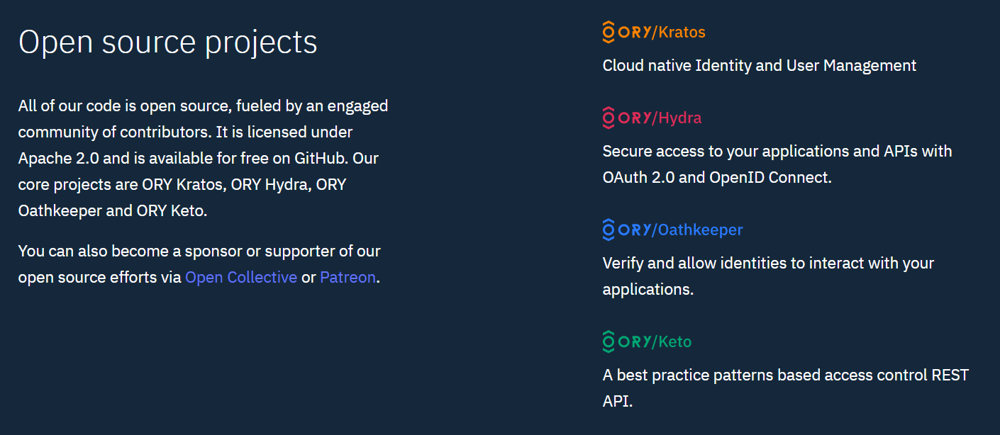 Open source projects
All of our code is open source, fueled by an engaged
community of contributors. It is licensed under
Apache 2.0 and is available for free on GitHub. Our
core projects are ORY Kratos, ORY Hydra, ORY
Oathkeeper and ORY Keto.
You can also become a sponsor or supporter of our
open source efforts via Open Collective or Patreon.
ORY/Kratos
Cloud native Identity and User Management
ORY/Hydra
Secure access to your applications and APIs with
OAuth 2.0 and OpenID Connect.
ORY/Oathkeeper
Verify and allow identities to interact with your
applications.
ORY/Keto
A best practice patterns based access control REST
API.